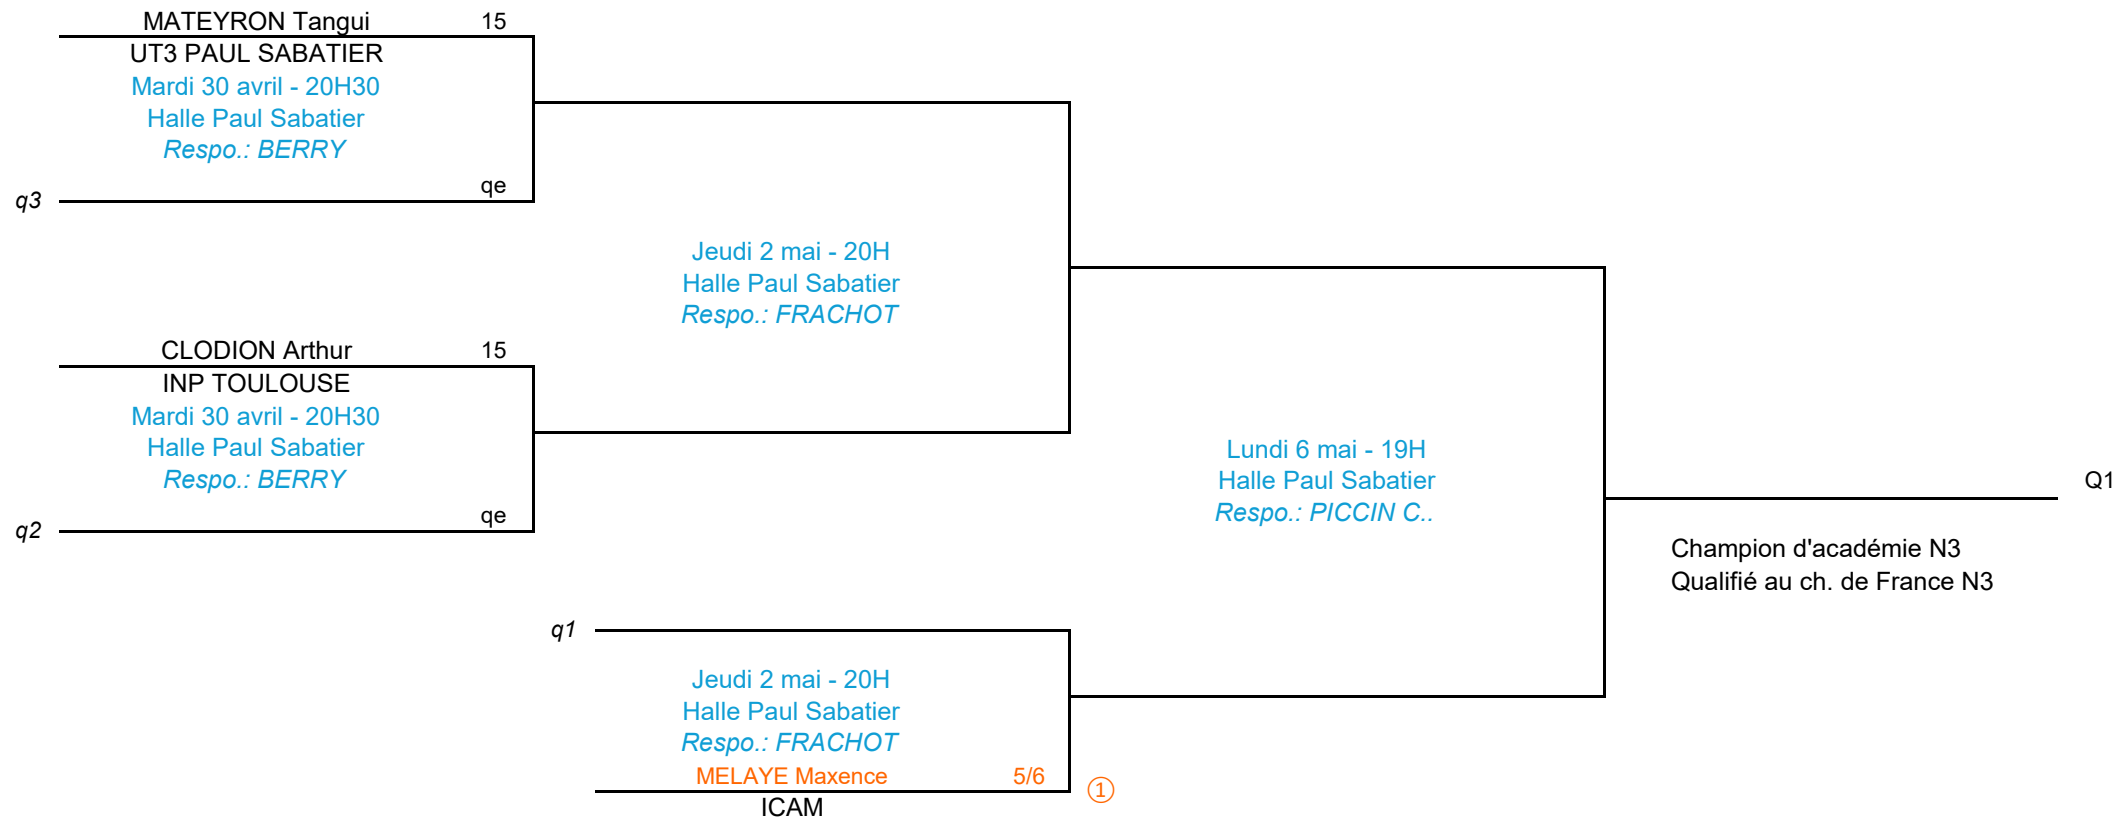 MATEYRON Tangui 15
UT3 PAUL SABATIER
Mardi 30 avril - 20H30
Halle Paul Sabatier
Respo.: BERRY
qe
q3
Jeudi 2 mai - 20H
Halle Paul Sabatier
Respo.: FRACHOT
CLODION Arthur 15
INP TOULOUSE
Mardi 30 avril - 20H30
Halle Paul Sabatier
Respo.: BERRY
qe
q2
Lundi 6 mai - 19H
Halle Paul Sabatier
Respo.: PICCIN C..
Q1
Champion d'académie N3
Qualifié au ch. de France N3
q1
Jeudi 2 mai - 20H
Halle Paul Sabatier
Respo.: FRACHOT
MELAYE Maxence 5/6 ①
ICAM